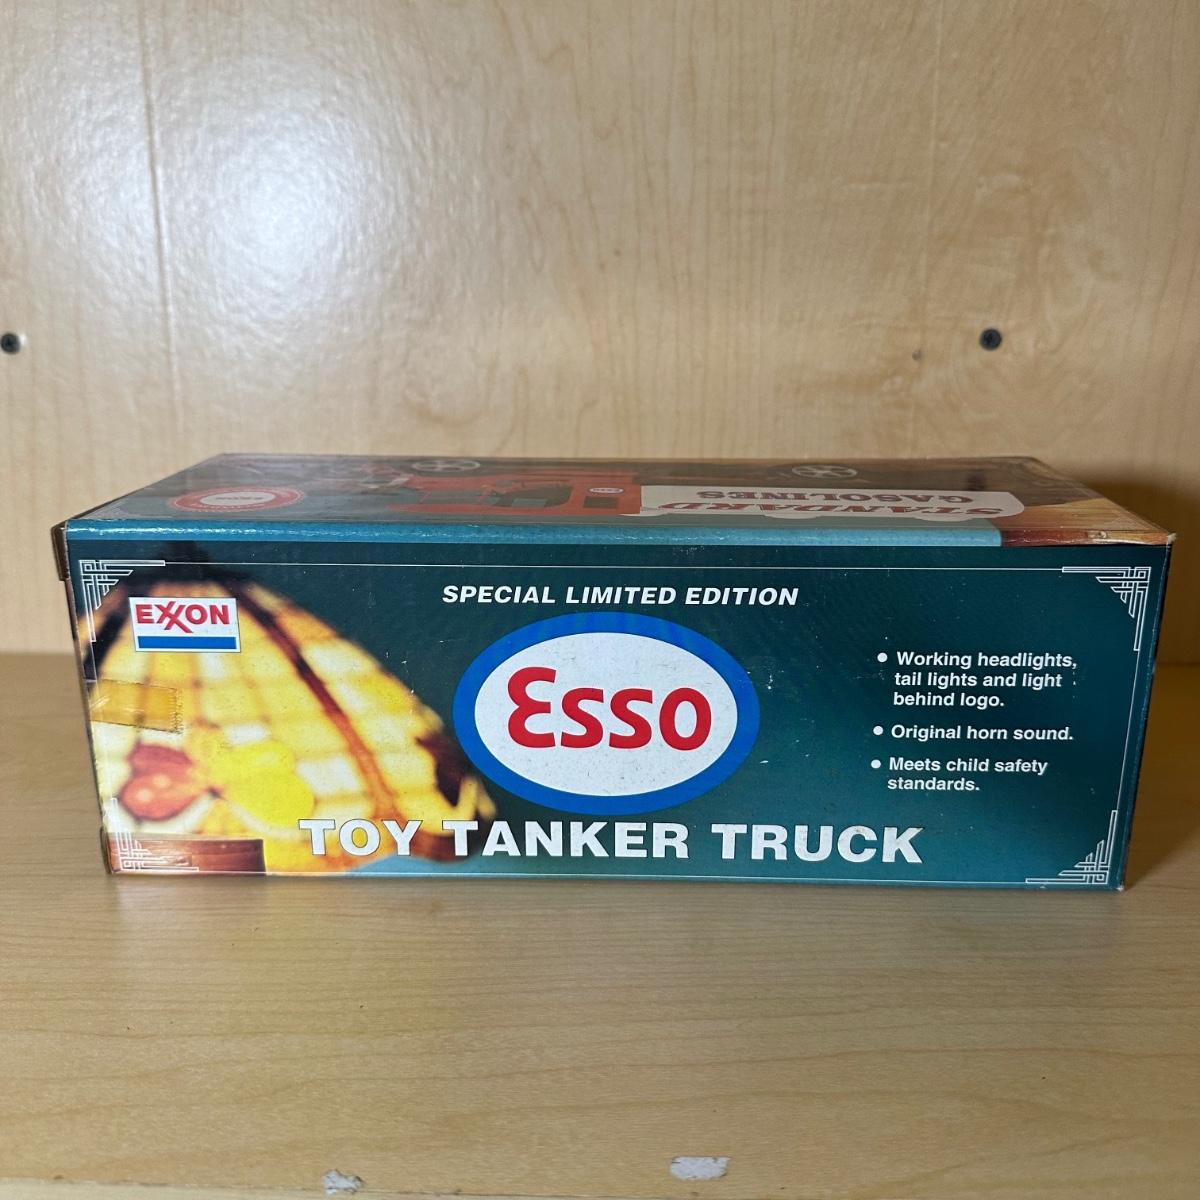 STANDARD
GASOLINES
EXXON
SPECIAL LIMITED EDITION
Esso
TOY TANKER TRUCK
• Working headlights,
tail lights and light
behind logo.
• Original horn sound.
• Meets child safety
standards.